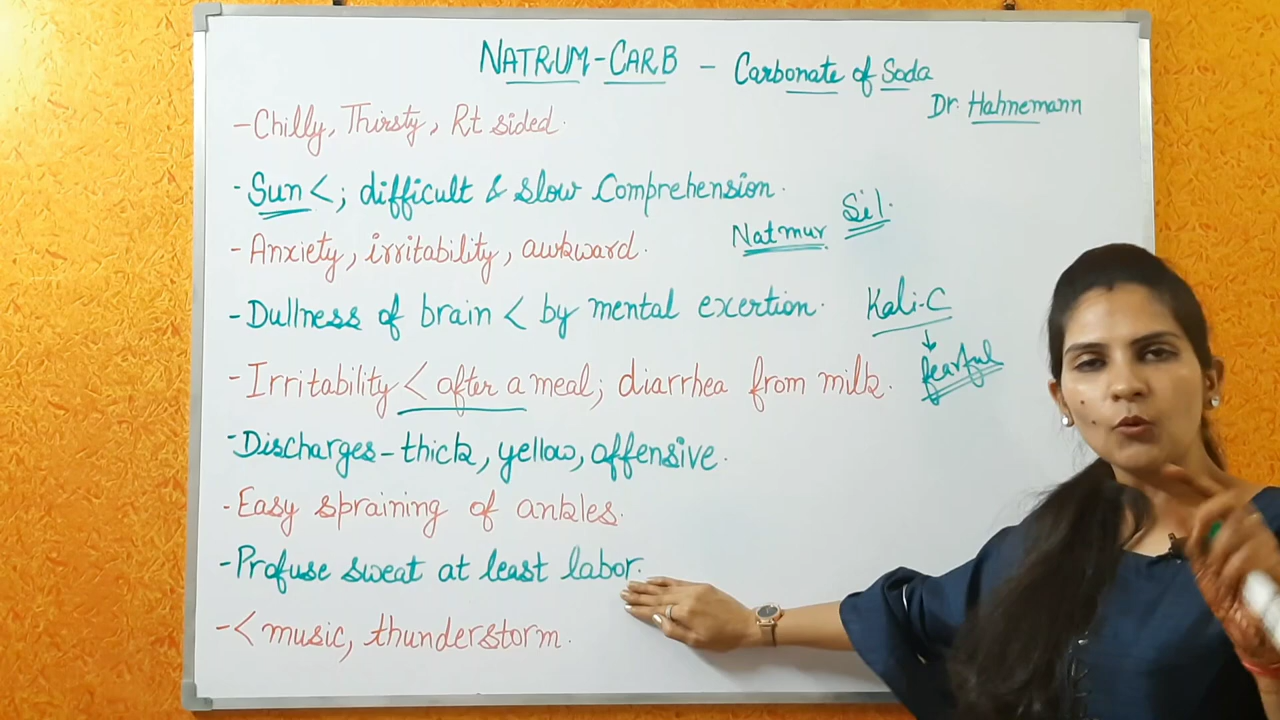 NATRUM-CARB - Carbonate of Soda
Dr. Hahnemann
- Chilly, Thirsty, Rt sided.
- Sun <; difficult & slow Comprehension.
Sil.
- Anxiety, irritability, awkward.
Natmur.
- Dullness of brain < by mental exertion.
Kali-C
↓
fearful
- Irritability < after a meal; diarrhea from milk.
- Discharges - thick, yellow, offensive.
- Easy spraining of ankles.
- Profuse sweat at least labor.
- < music, thunderstorm.